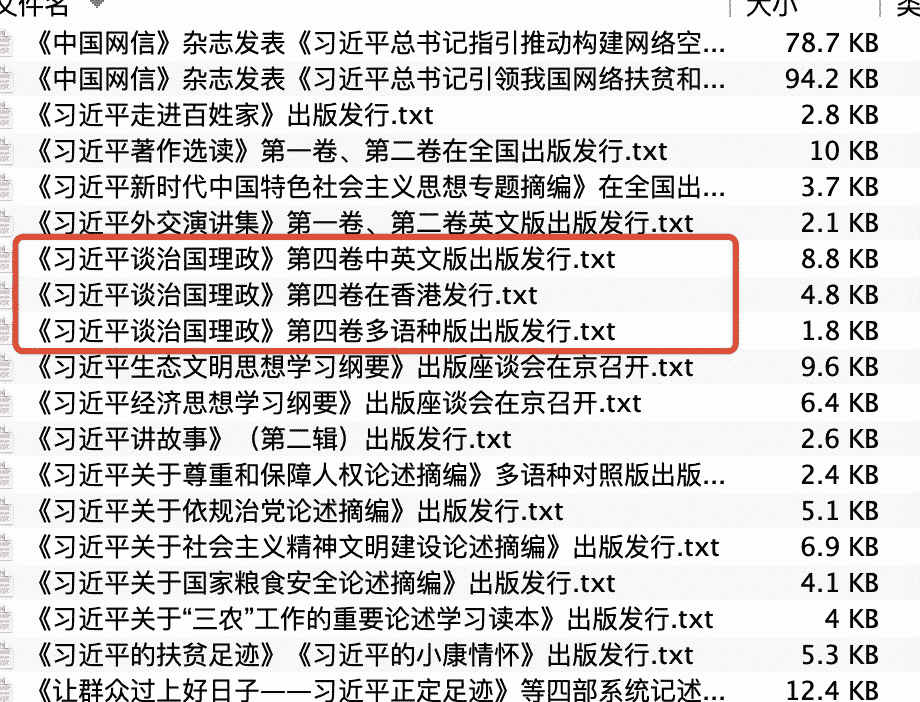 文件名 大小 类
《中国网信》杂志发表《习近平总书记指引推动构建网络空... 78.7 KB
《中国网信》杂志发表《习近平总书记引领我国网络扶贫和... 94.2 KB
《习近平走进百姓家》出版发行.txt 2.8 KB
《习近平著作选读》第一卷、第二卷在全国出版发行.txt 10 KB
《习近平新时代中国特色社会主义思想专题摘编》在全国出... 3.7 KB
《习近平外交演讲集》第一卷、第二卷英文版出版发行.txt 2.1 KB
《习近平谈治国理政》第四卷中英文版出版发行.txt 8.8 KB
《习近平谈治国理政》第四卷在香港发行.txt 4.8 KB
《习近平谈治国理政》第四卷多语种版出版发行.txt 1.8 KB
《习近平生态文明思想学习纲要》出版座谈会在京召开.txt 9.6 KB
《习近平经济思想学习纲要》出版座谈会在京召开.txt 6.4 KB
《习近平讲故事》（第二辑）出版发行.txt 2.6 KB
《习近平关于尊重和保障人权论述摘编》多语种对照版出版... 2.4 KB
《习近平关于依规治党论述摘编》出版发行.txt 5.1 KB
《习近平关于社会主义精神文明建设论述摘编》出版发行.txt 6.9 KB
《习近平关于国家粮食安全论述摘编》出版发行.txt 4.1 KB
《习近平关于“三农”工作的重要论述学习读本》出版发行.txt 4 KB
《习近平的扶贫足迹》《习近平的小康情怀》出版发行.txt 5.3 KB
《让群众过上好日子——习近平正定足迹》等四部系统记述... 12.4 KB